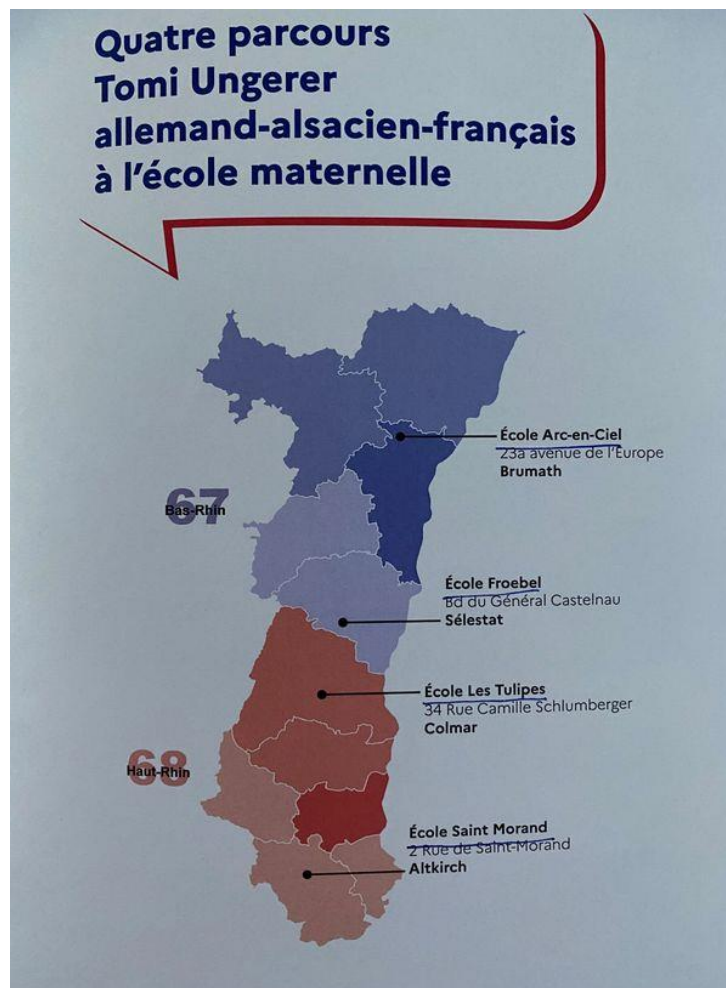 Quatre parcours
Tomi Ungerer
allemand-alsacien-français
à l'école maternelle
École Arc-en-Ciel
23a avenue de l'Europe
Brumath
67
Bas-Rhin
École Froebel
Bd du Général Castelnau
Sélestat
École Les Tulipes
34 Rue Camille Schlumberger
Colmar
68
Haut-Rhin
École Saint Morand
2 Rue de Saint-Morand
Altkirch